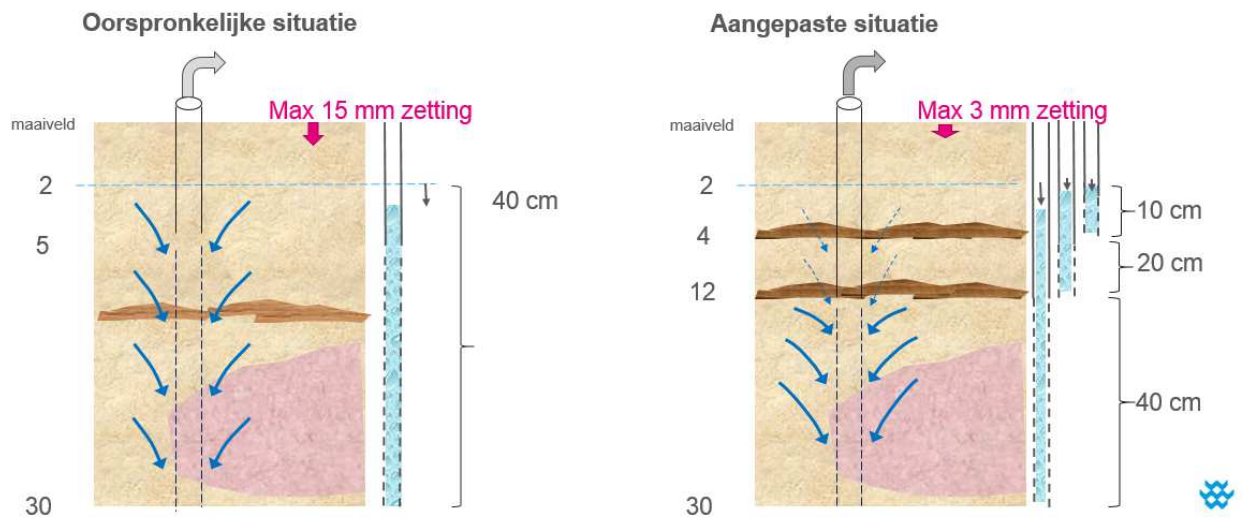 Oorspronkelijke situatie
Max 15 mm zetting
maaiveld
2
40 cm
5
30
Aangepaste situatie
Max 3 mm zetting
maaiveld
2
10 cm
4
20 cm
12
40 cm
30